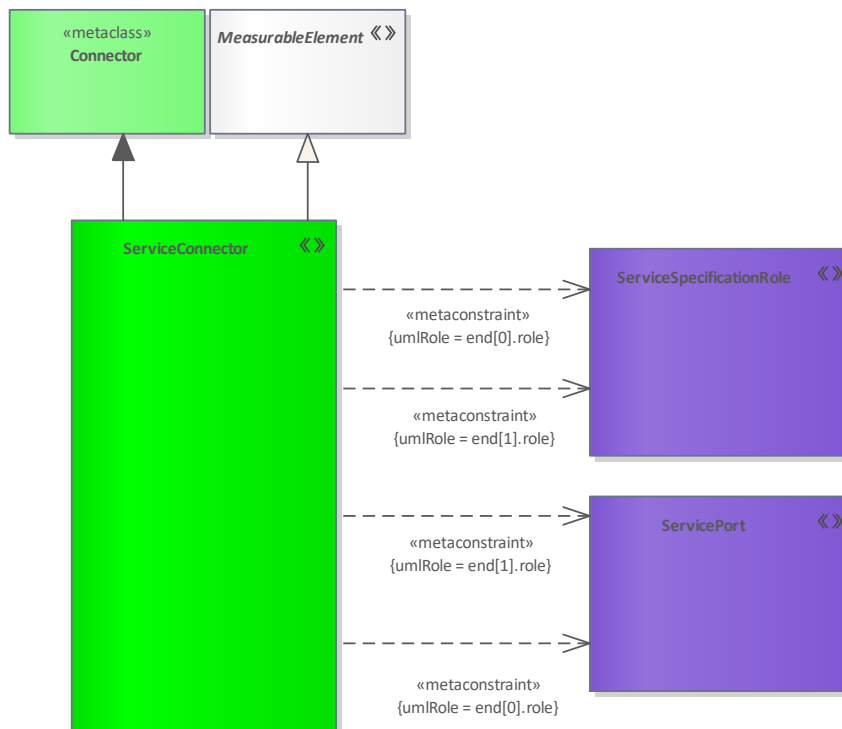 «metaclass»
Connector
MeasurableElement «»
ServiceConnector «»
ServiceSpecificationRole «»
«metaconstraint»
{umlRole = end[0].role}
«metaconstraint»
{umlRole = end[1].role}
ServicePort «»
«metaconstraint»
{umlRole = end[1].role}
«metaconstraint»
{umlRole = end[0].role}